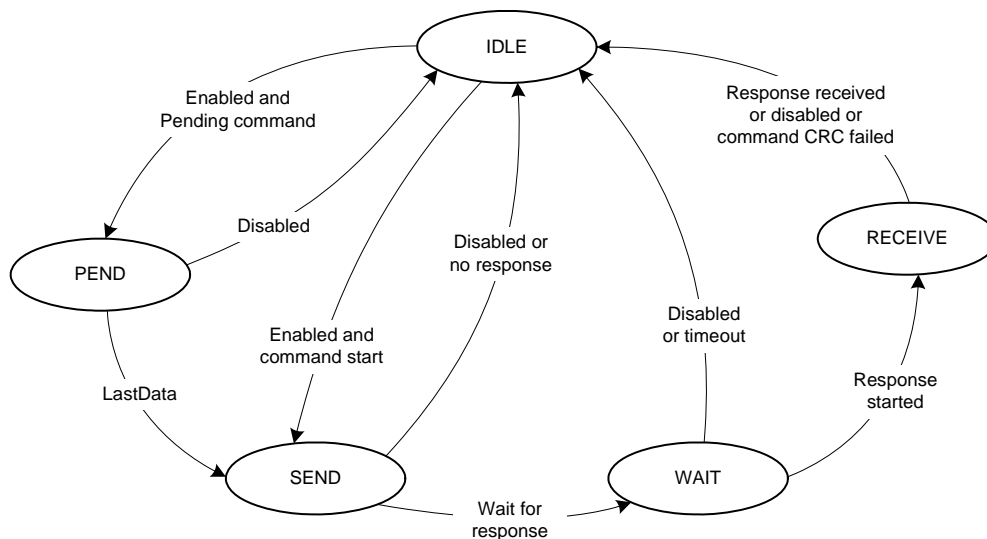 IDLE
Enabled and
Pending command
Response received
or disabled or
command CRC failed
Disabled
RECEIVE
Disabled or
no response
PEND
Disabled
or timeout
Enabled and
command start
LastData
Response
started
SEND
WAIT
Wait for
response